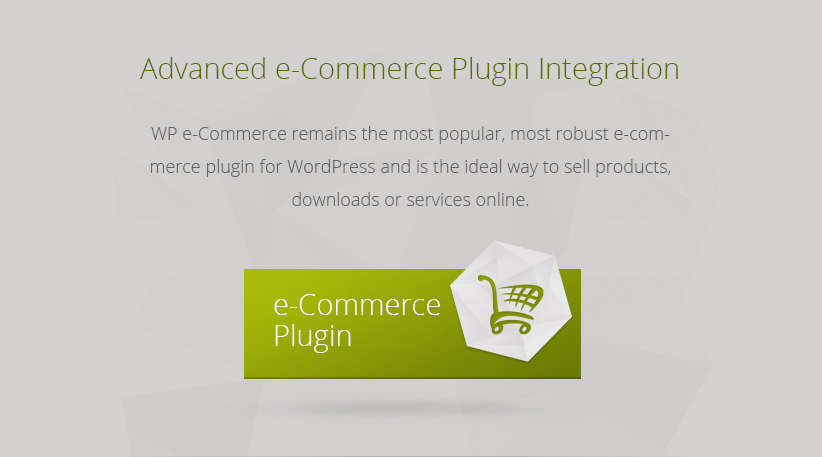 Advanced e-Commerce Plugin Integration
WP e-Commerce remains the most popular, most robust e-com-
merce plugin for WordPress and is the ideal way to sell products,
downloads or services online.
e-Commerce
Plugin